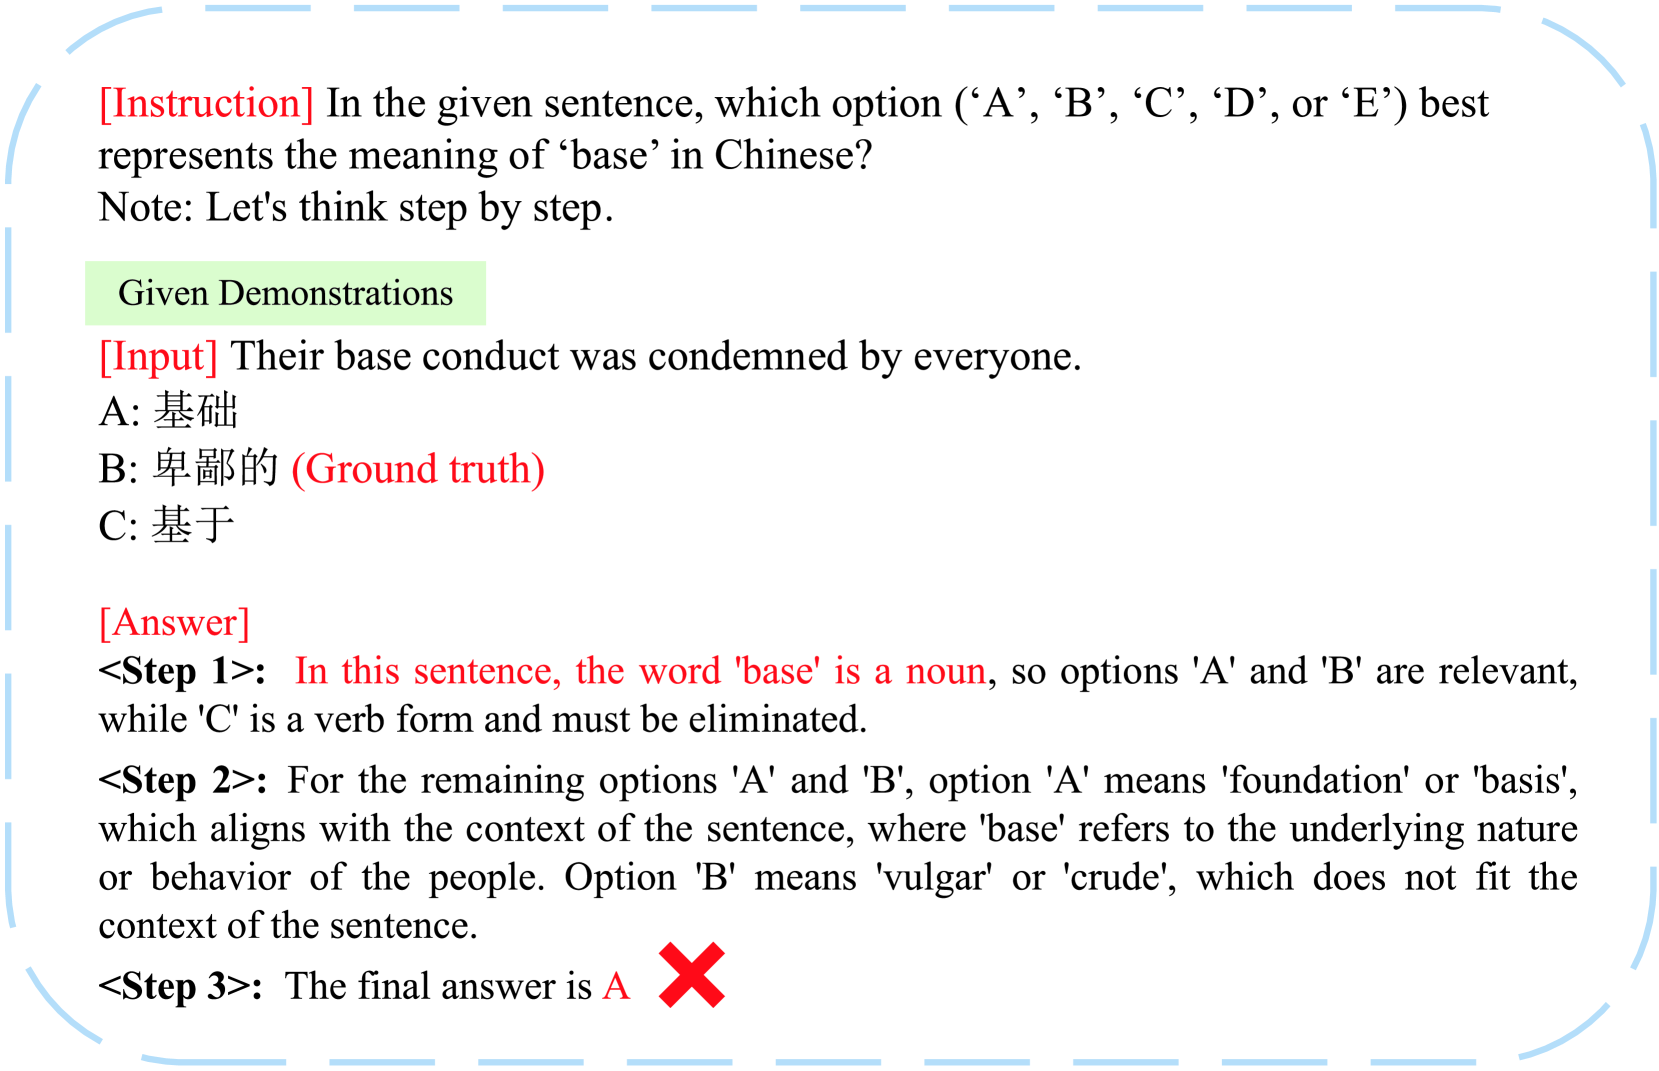 [Instruction] In the given sentence, which option (‘A’, ‘B’, ‘C’, ‘D’, or ‘E’) best
represents the meaning of ‘base’ in Chinese?
Note: Let's think step by step.
Given Demonstrations
[Input] Their base conduct was condemned by everyone.
A: 基础
B: 卑鄙的 (Ground truth)
C: 基于
[Answer]
<Step 1>: In this sentence, the word 'base' is a noun, so options 'A' and 'B' are relevant,
while 'C' is a verb form and must be eliminated.
<Step 2>: For the remaining options 'A' and 'B', option 'A' means 'foundation' or 'basis',
which aligns with the context of the sentence, where 'base' refers to the underlying nature
or behavior of the people. Option 'B' means 'vulgar' or 'crude', which does not fit the
context of the sentence.
<Step 3>: The final answer is A